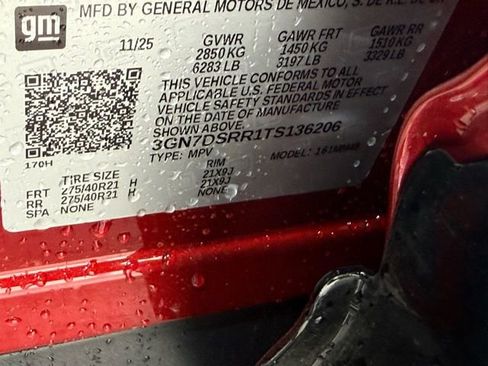 MFD BY GENERAL MOTORS DE MEXICO, S. DE R.L. DE C.V.
gm
11/25 GVWR GAWR FRT GAWR RR
2850 KG 1450 KG 1510 KG
6283 LB 3197 LB 3329 LB
THIS VEHICLE CONFORMS TO ALL
APPLICABLE U.S. FEDERAL MOTOR
VEHICLE SAFETY STANDARDS IN EFFECT
ON THE DATE OF MANUFACTURE
SHOWN ABOVE.
3GN7DSRR1TS136206
170H TYPE: MPV MODEL:
TIRE SIZE RIM
FRT 275/40R21 H 21X9J
RR 275/40R21 H 21X9J
SPA NONE NONE